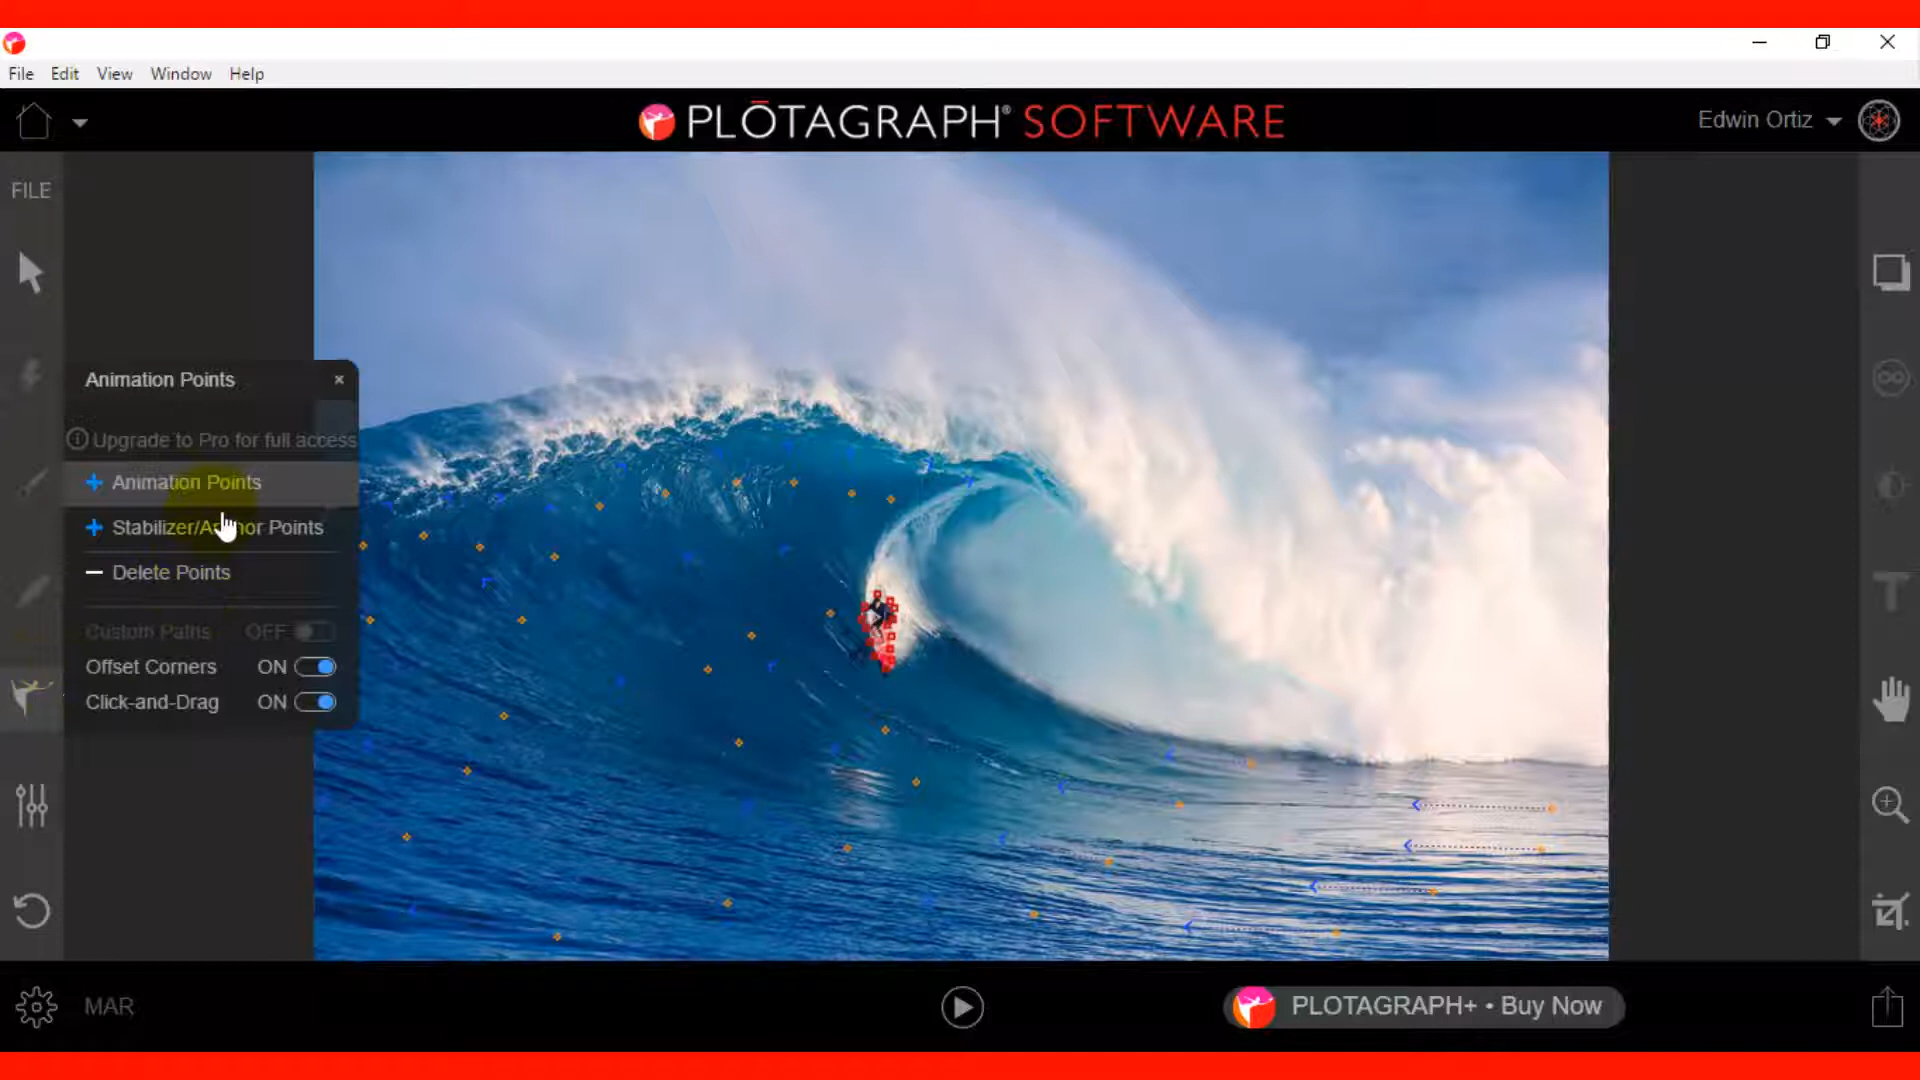 File Edit View Window Help
PLŌTAGRAPH® SOFTWARE
Edwin Ortiz
FILE
Animation Points ×
Upgrade to Pro for full access
+ Animation Points
+ Stabilizer/Anchor Points
− Delete Points
Custom Paths OFF
Offset Corners ON
Click-and-Drag ON
T
MAR
PLOTAGRAPH+ • Buy Now